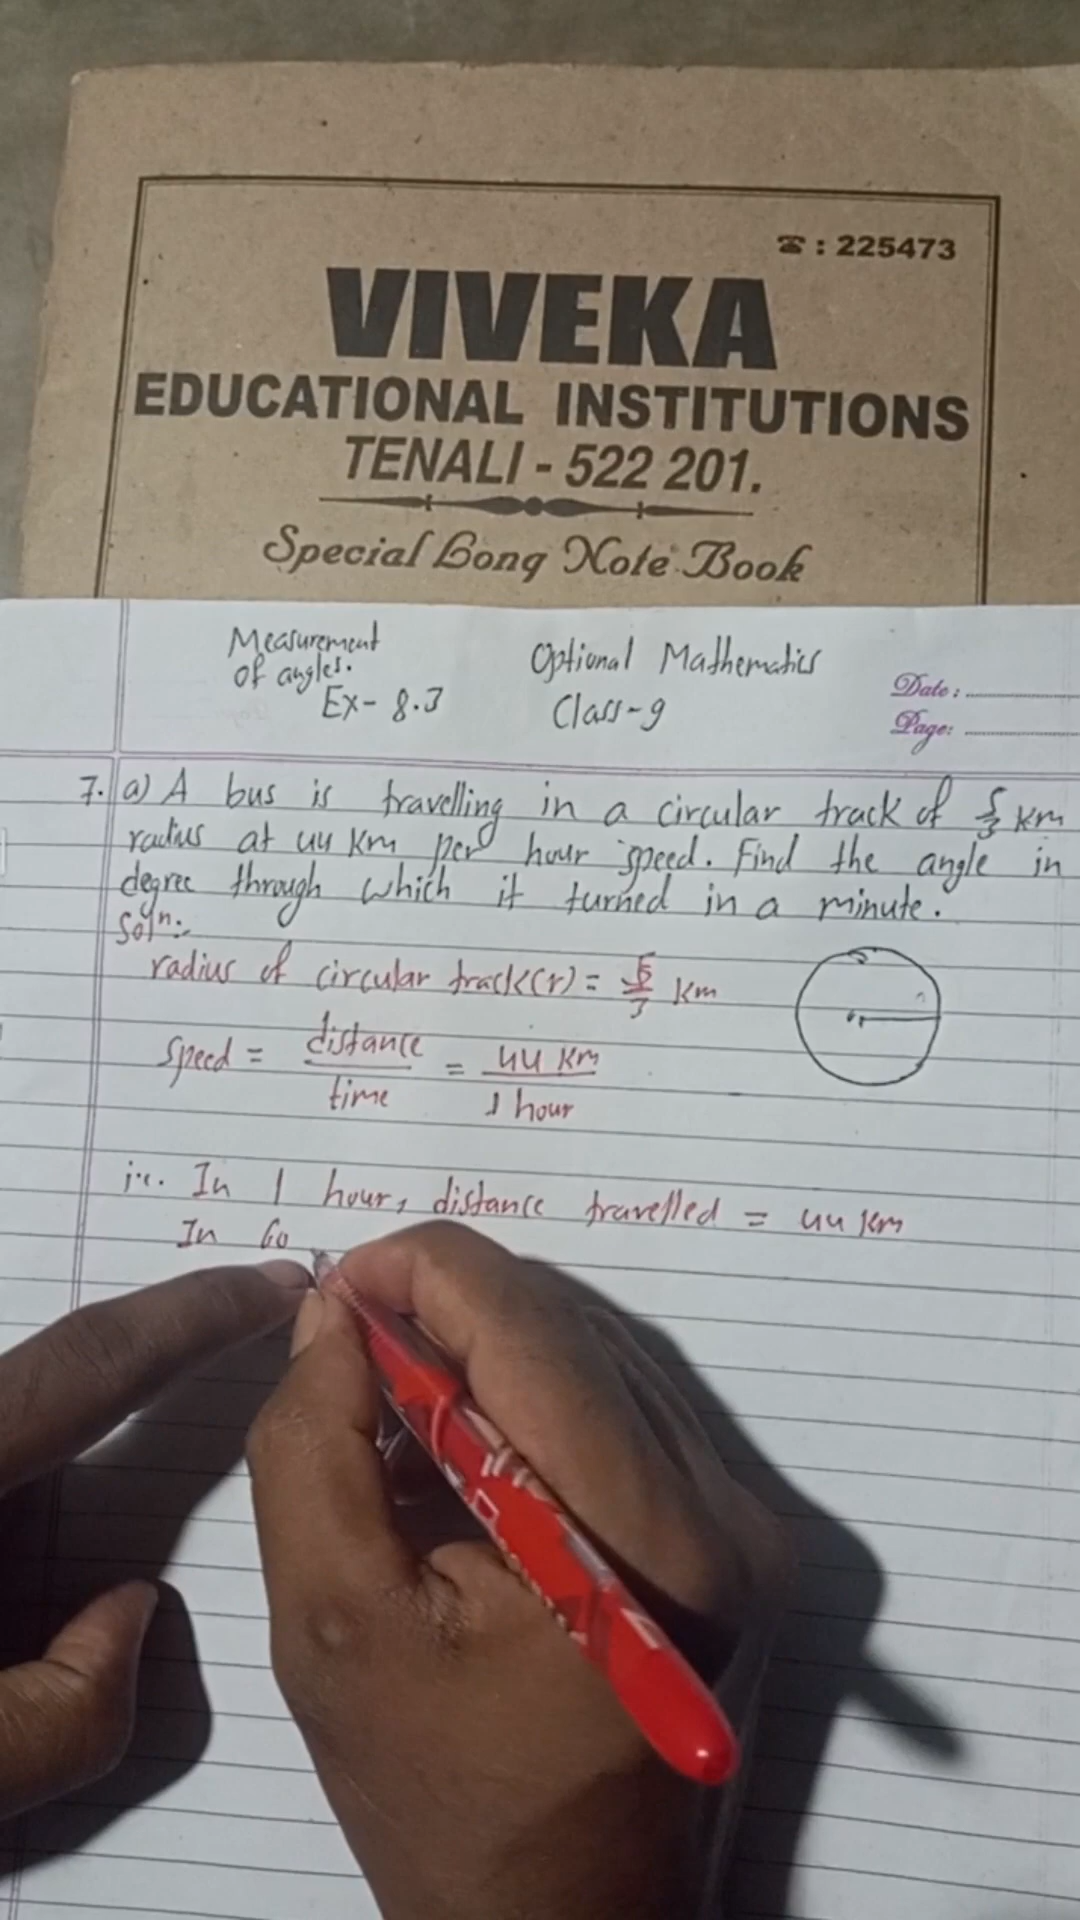 ☎ : 225473
VIVEKA
EDUCATIONAL INSTITUTIONS
TENALI - 522 201.
Special Long Note Book
Measurement of angles.
Ex- 8.3
Optional Mathematics
Class-9
Date: ..................
Page: ..................
7. a) A bus is travelling in a circular track of 5/3 km
radius at 44 km per hour speed. Find the angle in
degree through which it turned in a minute.
Solⁿ:
radius of circular track(r) = 5/3 km
Speed = distance/time = 44 km/1 hour
i.e. In 1 hour, distance travelled = 44 km
In 60